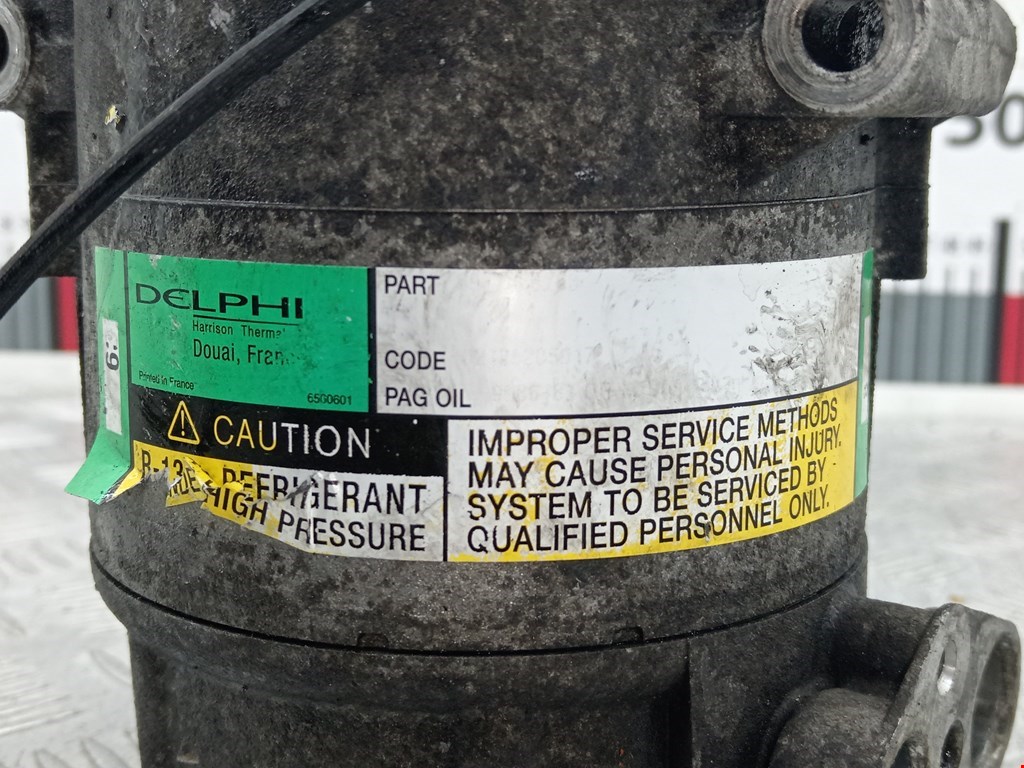 DELPHI
Harrison Therma
Douai, Fran
Printed in France
6560601
PART
CODE
PAG OIL
CAUTION
REFRIGERANT
HIGH PRESSURE
IMPROPER SERVICE METHODS
MAY CAUSE PERSONAL INJURY.
SYSTEM TO BE SERVICED BY
QUALIFIED PERSONNEL ONLY.